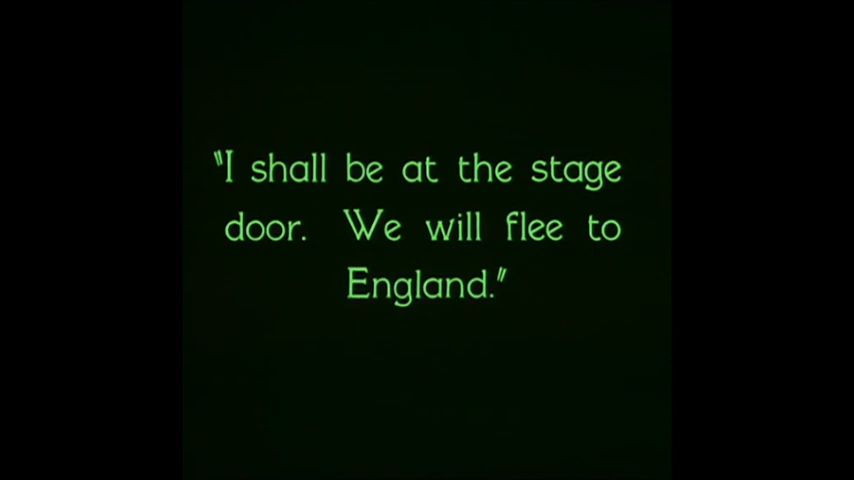 "I shall be at the stage
door. We will flee to
England."